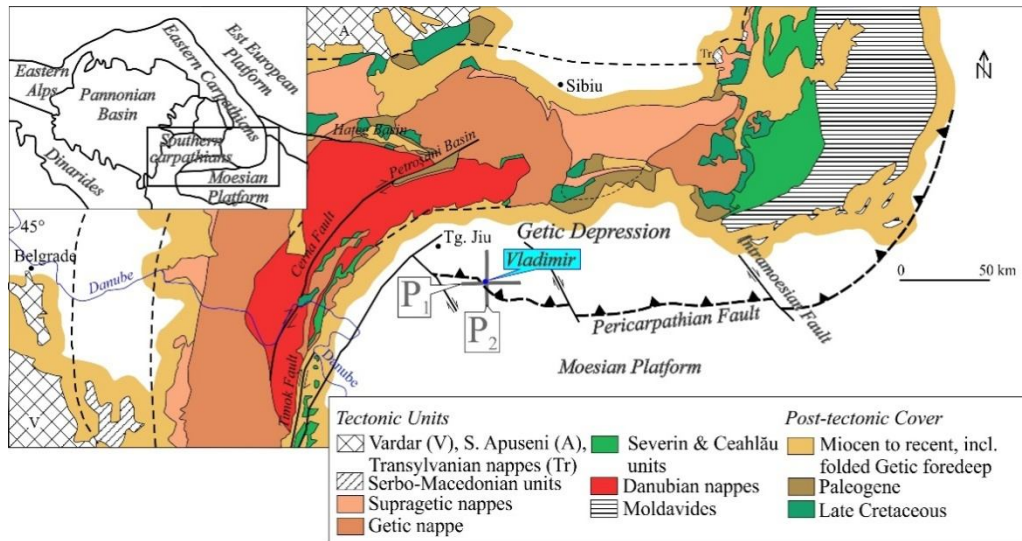 Eastern
Alps
Pannonian
Basin
Dinarides
Eastern Carpathians
Est European
Platform
Southern
carpathians
Moesian
Platform
A
Tr
Sibiu
N
Hațeg Basin
Petroșani Basin
45°
Belgrade
Danube
Cerna Fault
Tg. Jiu
Getic Depression
Vladimir
P1
P2
Intramoesian Fault
0 50 km
Pericarpathian Fault
Moesian Platform
Timok Fault
Danube
V
Tectonic Units
Vardar (V), S. Apuseni (A),
Transylvanian nappes (Tr)
Serbo-Macedonian units
Supragetic nappes
Getic nappe
Severin & Ceahlău
units
Danubian nappes
Moldavides
Post-tectonic Cover
Miocen to recent, incl.
folded Getic foredeep
Paleogene
Late Cretaceous